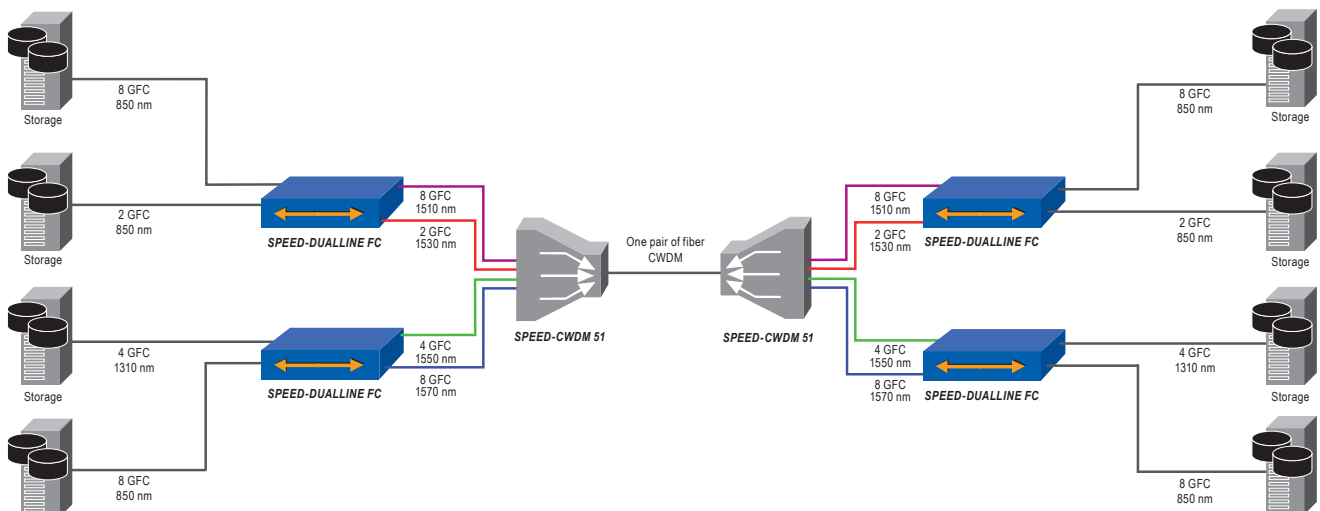 8 GFC
850 nm
Storage
2 GFC
850 nm
Storage
4 GFC
1310 nm
Storage
8 GFC
850 nm
SPEED-DUALLINE FC
8 GFC
1510 nm
2 GFC
1530 nm
SPEED-DUALLINE FC
4 GFC
1550 nm
8 GFC
1570 nm
SPEED-CWDM 51
One pair of fiber
CWDM
SPEED-CWDM 51
8 GFC
1510 nm
2 GFC
1530 nm
SPEED-DUALLINE FC
4 GFC
1550 nm
8 GFC
1570 nm
SPEED-DUALLINE FC
8 GFC
850 nm
Storage
2 GFC
850 nm
Storage
4 GFC
1310 nm
Storage
8 GFC
850 nm